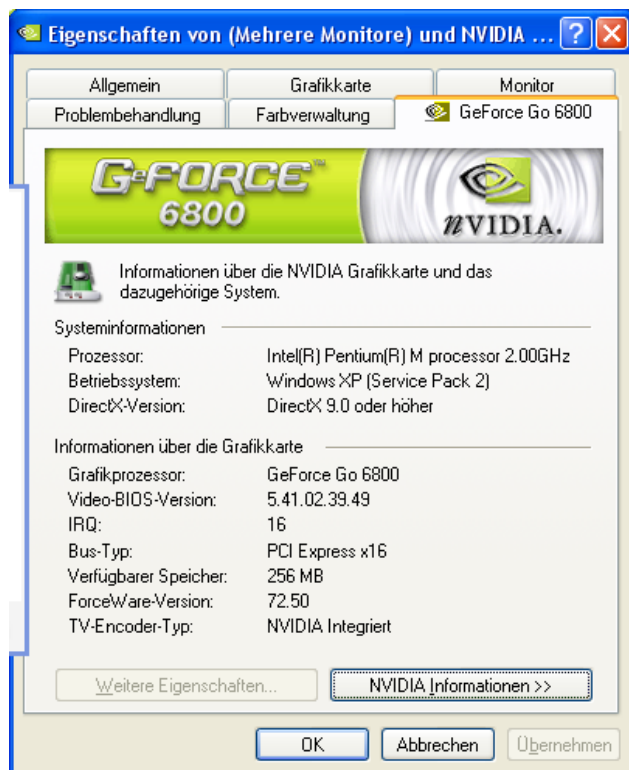 Eigenschaften von (Mehrere Monitore) und NVIDIA ...
Allgemein Grafikkarte Monitor
Problembehandlung Farbverwaltung GeForce Go 6800
GeFORCE™
6800
nVIDIA.
Informationen über die NVIDIA Grafikkarte und das
dazugehörige System.
Systeminformationen
Prozessor: Intel(R) Pentium(R) M processor 2.00GHz
Betriebssystem: Windows XP (Service Pack 2)
DirectX-Version: DirectX 9.0 oder höher
Informationen über die Grafikkarte
Grafikprozessor: GeForce Go 6800
Video-BIOS-Version: 5.41.02.39.49
IRQ: 16
Bus-Typ: PCI Express x16
Verfügbarer Speicher: 256 MB
ForceWare-Version: 72.50
TV-Encoder-Typ: NVIDIA Integriert
Weitere Eigenschaften... NVIDIA Informationen >>
OK Abbrechen Übernehmen